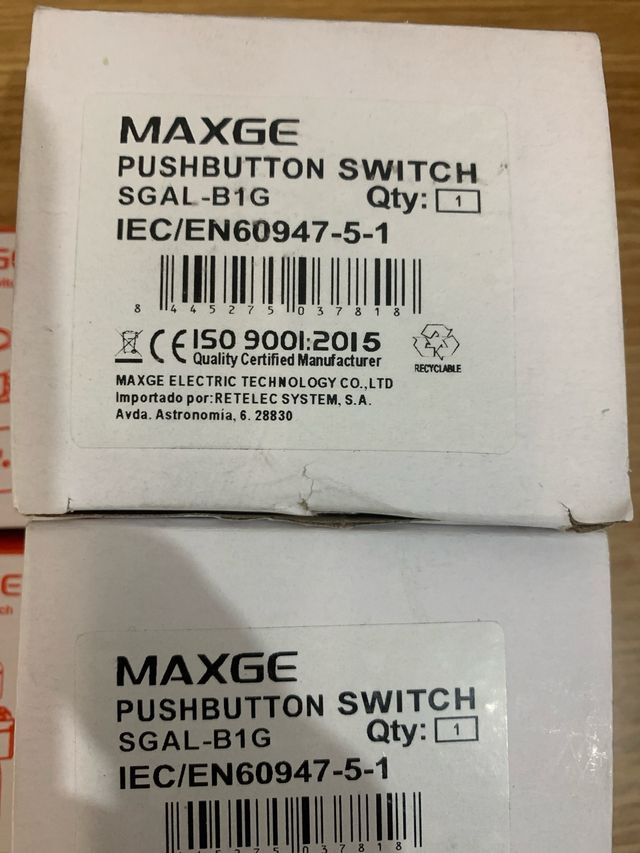 MAXGE
PUSHBUTTON SWITCH
SGAL-B1G Qty: 1
IEC/EN60947-5-1
8 445275 037818
CE ISO 9001:2015
Quality Certified Manufacturer
RECYCLABLE
MAXGE ELECTRIC TECHNOLOGY CO.,LTD
Importado por:RETELEC SYSTEM, S.A.
Avda. Astronomía, 6. 28830
MAXGE
PUSHBUTTON SWITCH
SGAL-B1G Qty: 1
IEC/EN60947-5-1